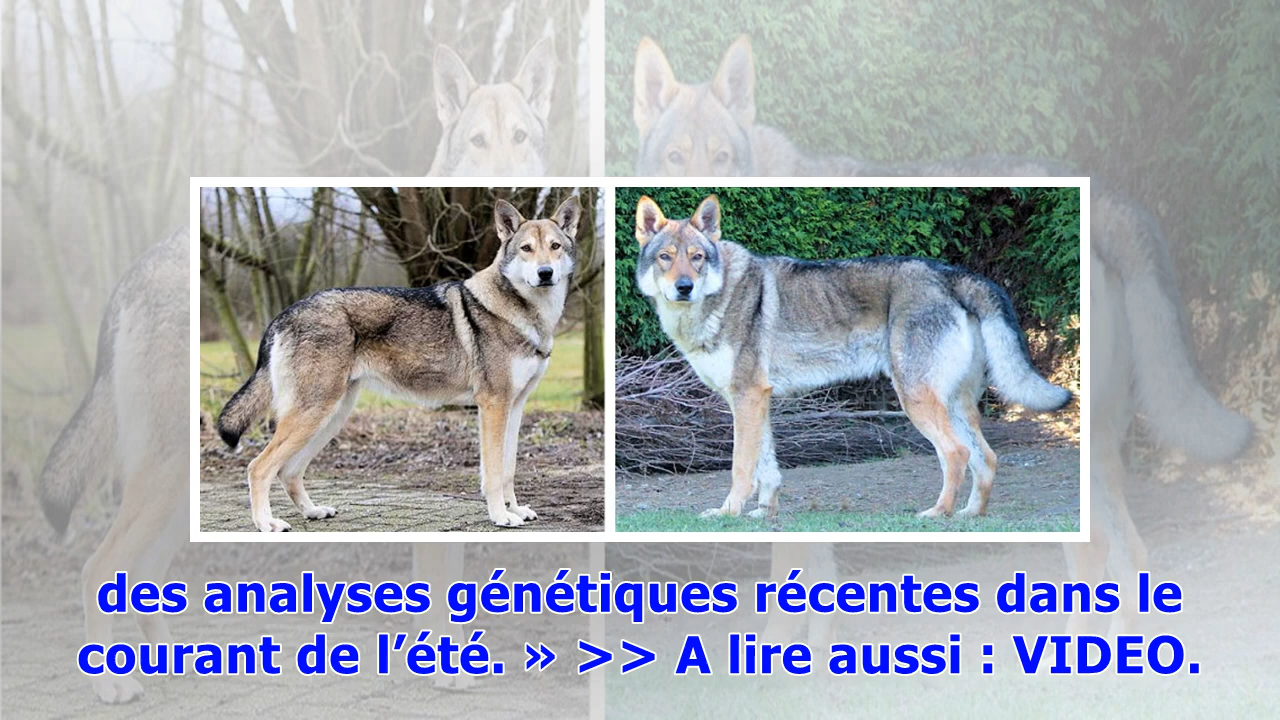 des analyses génétiques récentes dans le
courant de l’été. » >> A lire aussi : VIDEO.